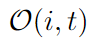 𝒪(i, t)